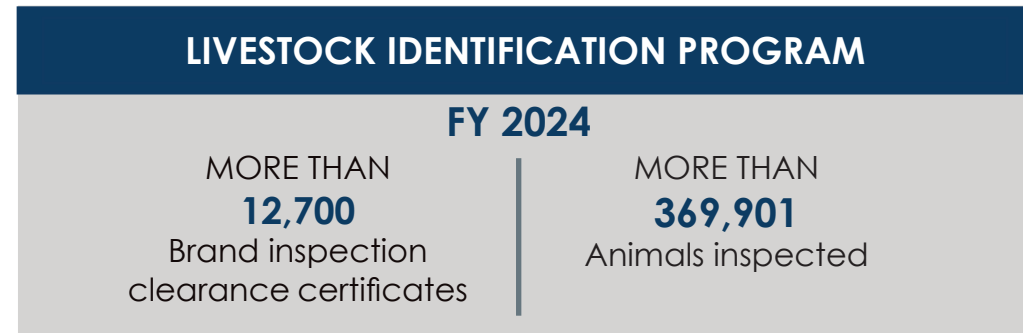 LIVESTOCK IDENTIFICATION PROGRAM
FY 2024
MORE THAN
12,700
Brand inspection
clearance certificates
MORE THAN
369,901
Animals inspected